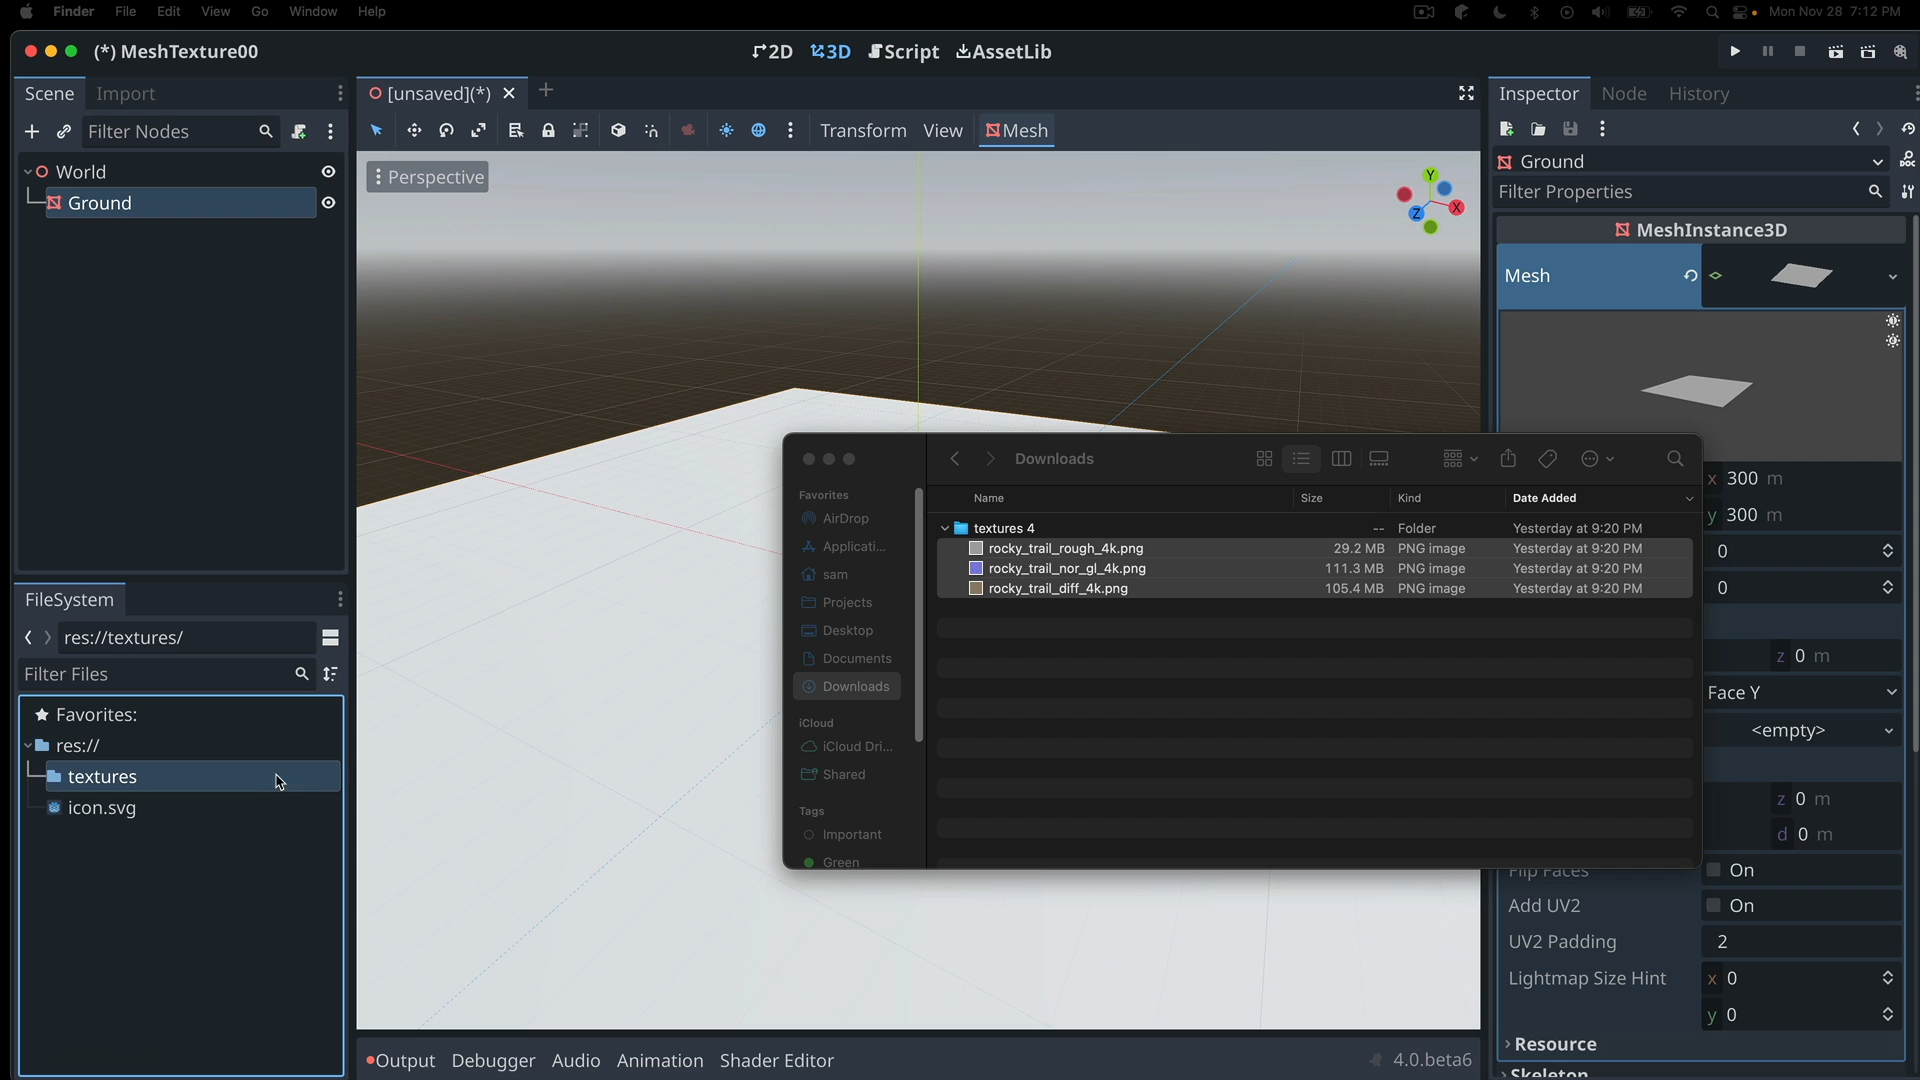 Finder File Edit View Go Window Help Mon Nov 28 7:12 PM
(*) MeshTexture00
2D 3D Script AssetLib
Scene Import
[unsaved](*)
Inspector Node History
Filter Nodes
Transform View Mesh
World
Ground
Perspective
Y
X
Z
Ground
Filter Properties
MeshInstance3D
Mesh
x 300 m
y 300 m
0
0
z 0 m
Face Y
<empty>
z 0 m
d 0 m
Flip Faces On
Add UV2 On
UV2 Padding 2
Lightmap Size Hint x 0
y 0
Resource
Skeleton
Downloads
Favorites
AirDrop
Applicati...
sam
Projects
Desktop
Documents
Downloads
iCloud
iCloud Dri...
Shared
Tags
Important
Green
Name Size Kind Date Added
textures 4 -- Folder Yesterday at 9:20 PM
rocky_trail_rough_4k.png 29.2 MB PNG image Yesterday at 9:20 PM
rocky_trail_nor_gl_4k.png 111.3 MB PNG image Yesterday at 9:20 PM
rocky_trail_diff_4k.png 105.4 MB PNG image Yesterday at 9:20 PM
FileSystem
res://textures/
Filter Files
Favorites:
res://
textures
icon.svg
Output Debugger Audio Animation Shader Editor 4.0.beta6